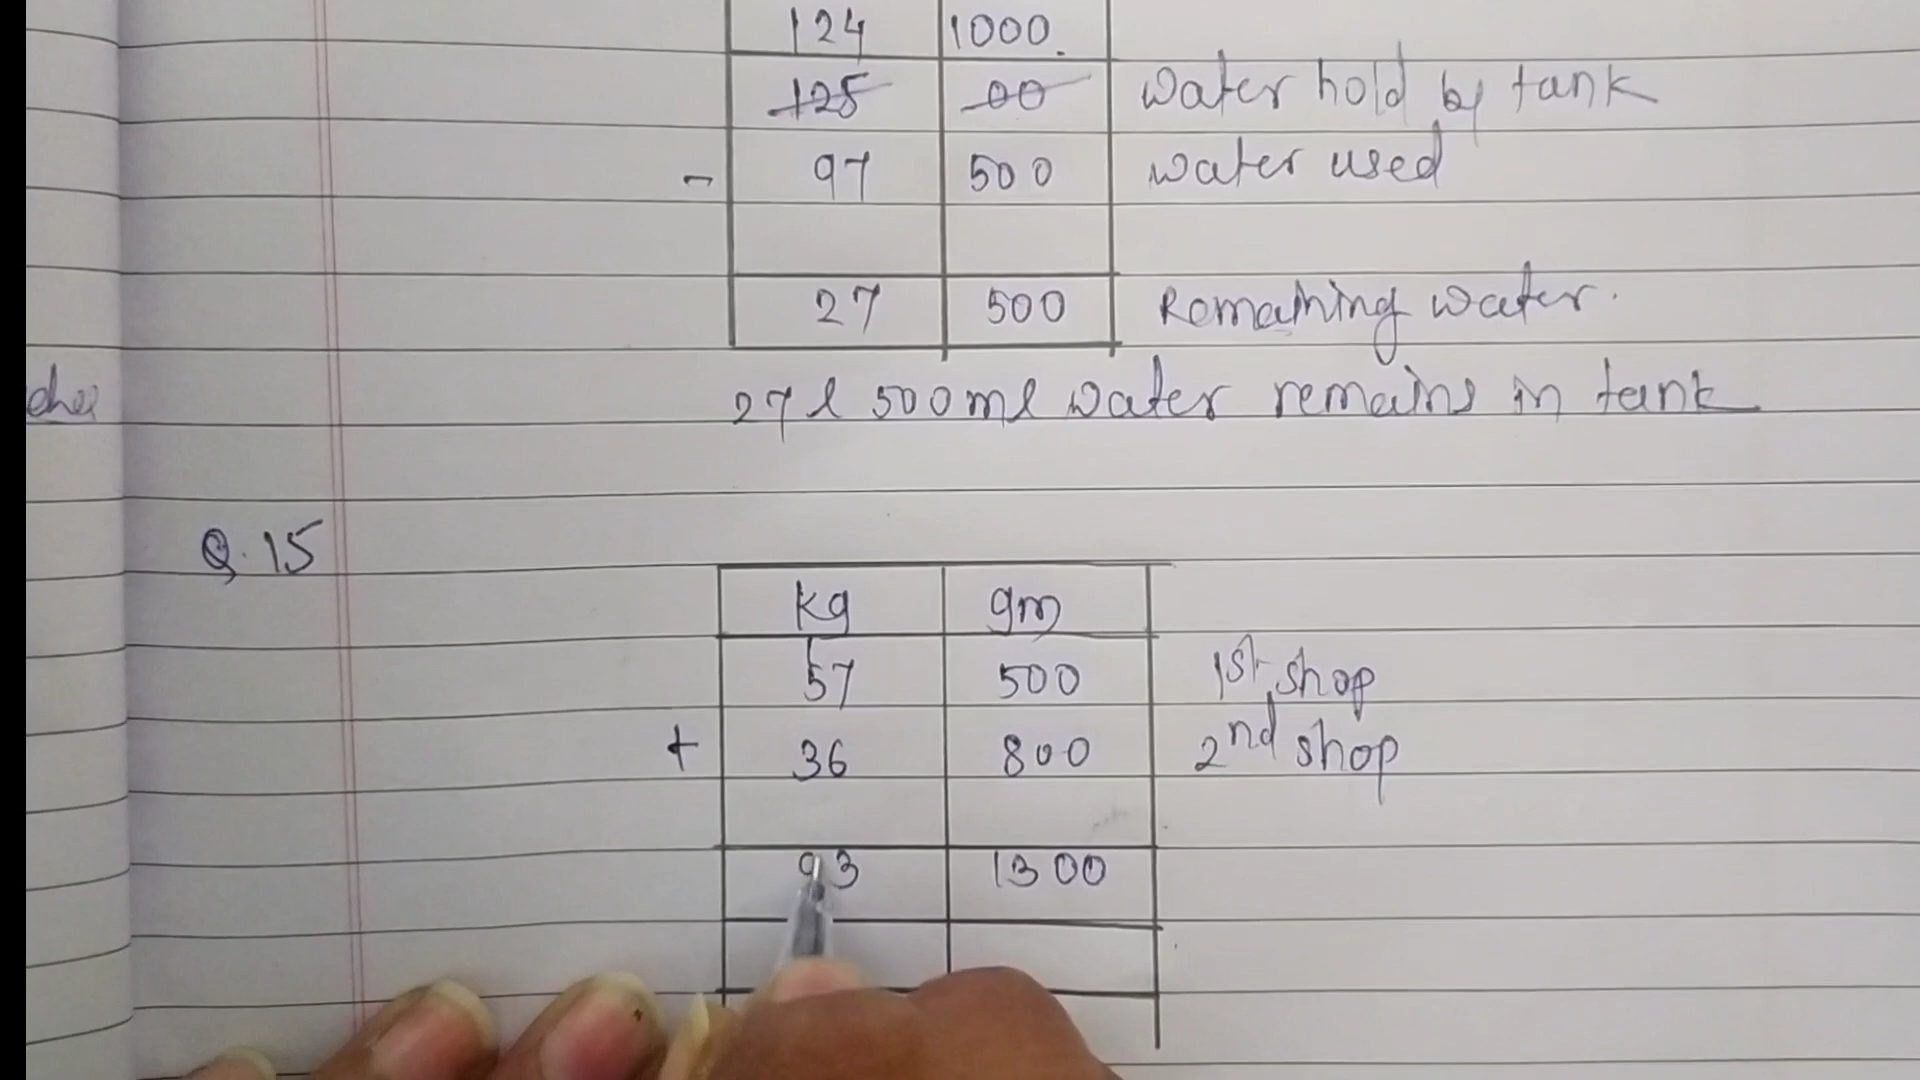 124 1000.
125 00 water hold by tank
- 97 500 water used
27 500 Remaining water.
27 l 500 ml water remains in tank
Q. 15
kg gm
57 500 1st shop
+ 36 800 2nd shop
93 1300